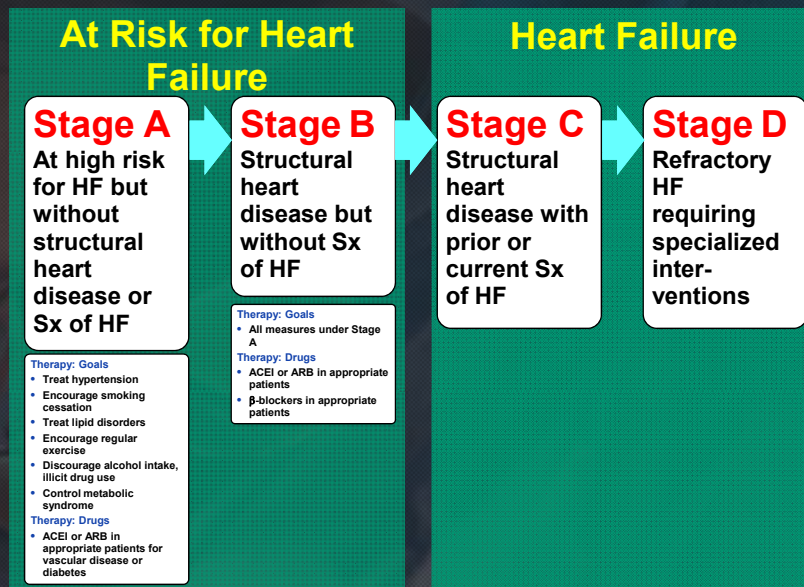 At Risk for Heart
Failure
Stage A
At high risk
for HF but
without
structural
heart
disease or
Sx of HF
Therapy: Goals
• Treat hypertension
• Encourage smoking
cessation
• Treat lipid disorders
• Encourage regular
exercise
• Discourage alcohol intake,
illicit drug use
• Control metabolic
syndrome
Therapy: Drugs
• ACEI or ARB in
appropriate patients for
vascular disease or
diabetes
Stage B
Structural
heart
disease but
without Sx
of HF
Therapy: Goals
• All measures under Stage
A
Therapy: Drugs
• ACEI or ARB in appropriate
patients
• β-blockers in appropriate
patients
Heart Failure
Stage C
Structural
heart
disease with
prior or
current Sx
of HF
Stage D
Refractory
HF
requiring
specialized
inter-
ventions